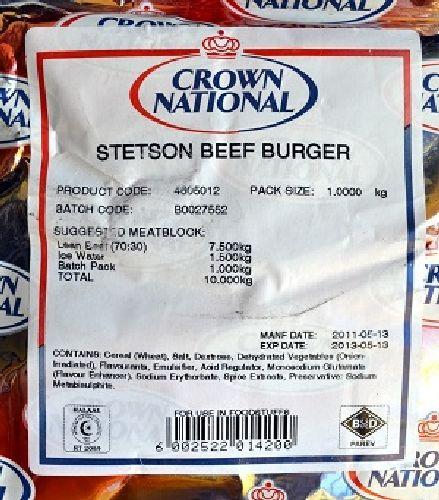 CROWN
NATIONAL
STETSON BEEF BURGER
PRODUCT CODE: 4605012 PACK SIZE: 1.0000 kg
BATCH CODE: B0027552
SUGGESTED MEATBLOCK:
Lean Beef (70:30) 7.500kg
Ice Water 1.500kg
Batch Pack 1.000kg
TOTAL 10.000kg
MANF DATE: 2011-05-13
EXP DATE: 2013-05-13
CONTAINS: Cereal (Wheat), Salt, Dextrose, Dehydrated Vegetables (Onion-
Irradiated), Flavourants, Emulsifier, Acid Regulator, Monosodium Glutamate
(Flavour Enhancer), Sodium Erythorbate, Spice Extracts, Preservative: Sodium
Metabisulphite.
HALAAL
FOR USE IN FOODSTUFFS
6 002522 014200
PAREV
NATIONAL